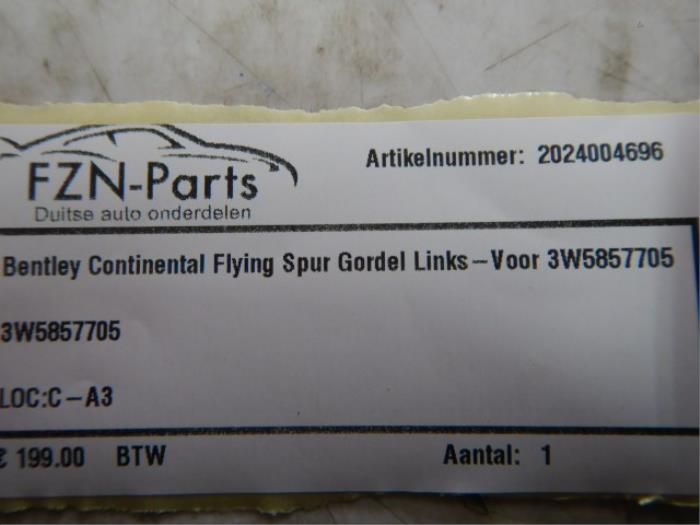 FZN-Parts
Duitse auto onderdelen
Artikelnummer: 2024004696
Bentley Continental Flying Spur Gordel Links-Voor 3W5857705
3W5857705
LOC:C-A3
€ 199.00 BTW Aantal: 1